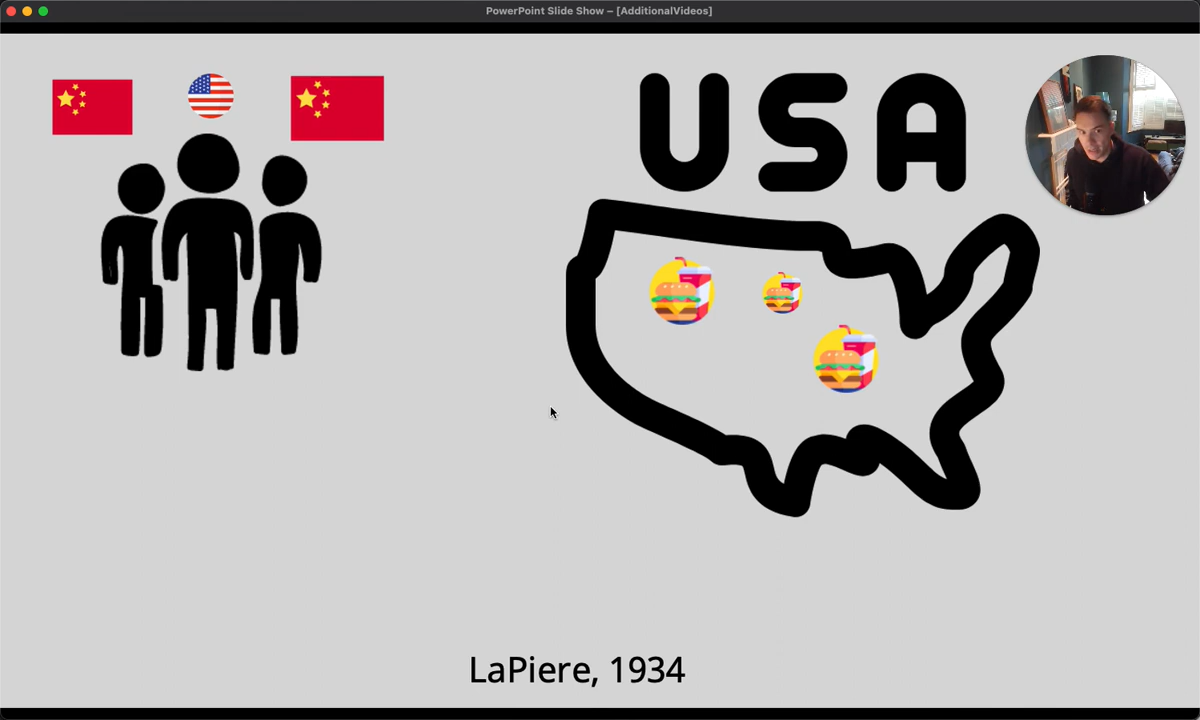 PowerPoint Slide Show – [AdditionalVideos]
USA
LaPiere, 1934